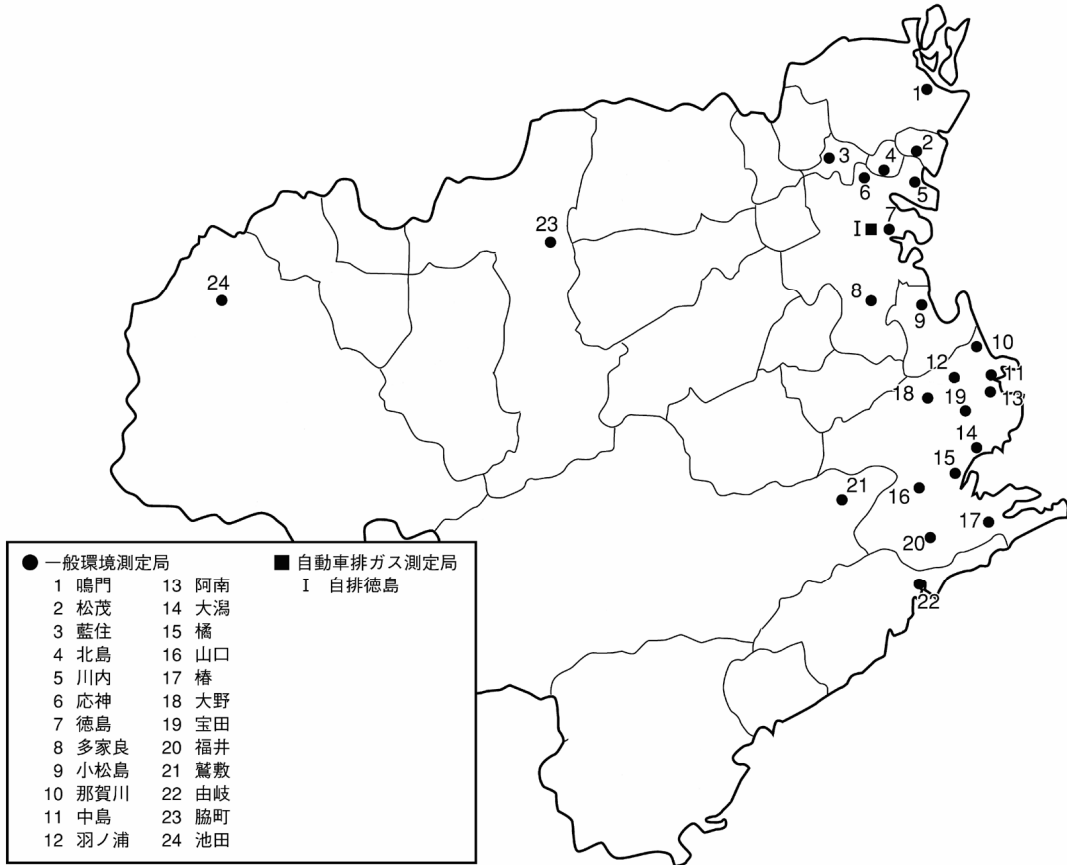 1
2
3
4
5
6
7
I
8
9
10
11
12
13
18
19
14
15
16
17
20
21
22
23
24
● 一般環境測定局
■ 自動車排ガス測定局
1 鳴門
2 松茂
3 藍住
4 北島
5 川内
6 応神
7 徳島
8 多家良
9 小松島
10 那賀川
11 中島
12 羽ノ浦
13 阿南
14 大潟
15 橘
16 山口
17 椿
18 大野
19 宝田
20 福井
21 鷲敷
22 由岐
23 脇町
24 池田
I 自排徳島